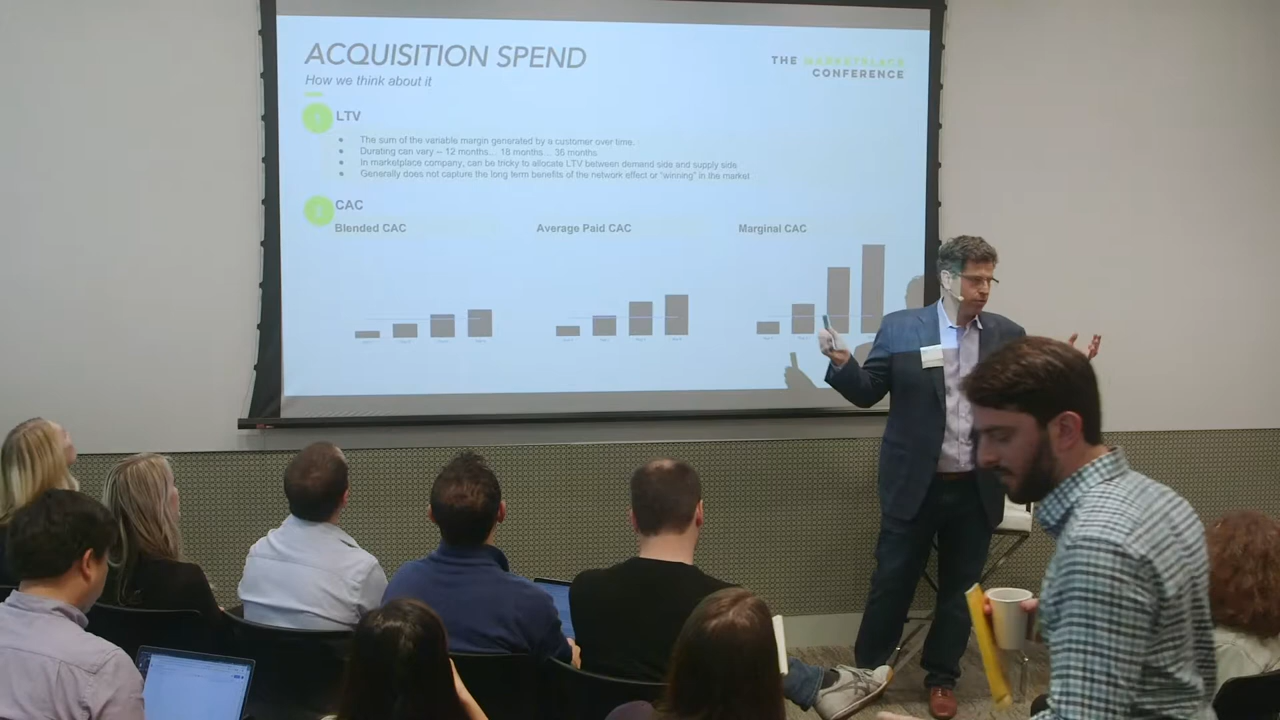 ACQUISITION SPEND
How we think about it
THE MARKETPLACE
CONFERENCE
LTV
The sum of the variable margin generated by a customer over time.
Durating can vary – 12 months... 18 months... 36 months
In marketplace company, can be tricky to allocate LTV between demand side and supply side
Generally does not capture the long term benefits of the network effect or "winning" in the market
CAC
Blended CAC
Average Paid CAC
Marginal CAC